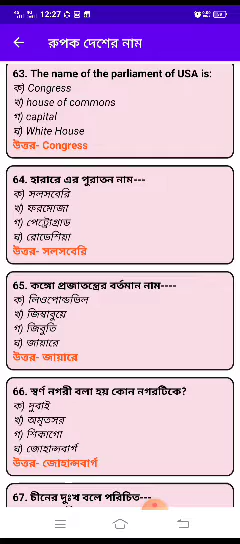 12:27
রুপক দেশের নাম
63. The name of the parliament of USA is:
ক) Congress
খ) house of commons
গ) capital
ঘ) White House
উত্তর- Congress
64. হারারে এর পুরাতন নাম---
ক) সলসবেরি
খ) ফরমোজা
গ) পেট্রোগ্রাড
ঘ) রোডেশিয়া
উত্তর- সলসবেরি
65. কঙ্গো প্রজাতন্ত্রের বর্তমান নাম----
ক) লিওপোল্ডভিল
খ) জিম্বাবুয়ে
গ) জিবুতি
ঘ) জায়ারে
উত্তর- জায়ারে
66. স্বর্ণ নগরী বলা হয় কোন নগরটিকে?
ক) দুবাই
খ) অমৃতসর
গ) শিকাগো
ঘ) জোহান্সবার্গ
উত্তর- জোহান্সবার্গ
67. চীনের দুঃখ বলে পরিচিত---